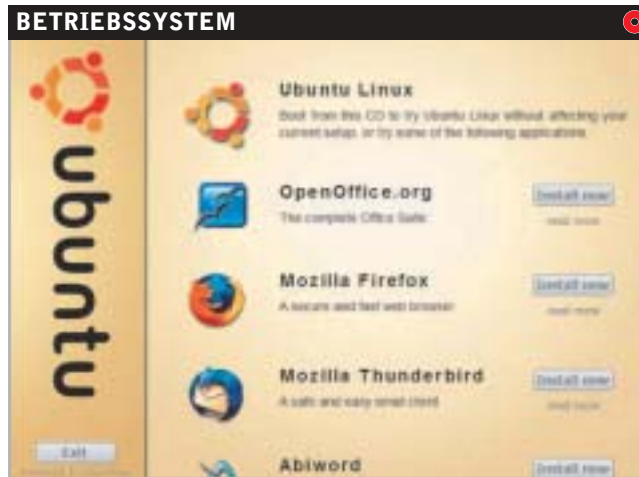 BETRIEBSSYSTEM
ubuntu
Ubuntu Linux
Boot from this CD to try Ubuntu Linux without affecting your
current setup, or try some of the following applications.
OpenOffice.org
The complete Office Suite
Install now
read more
Mozilla Firefox
A secure and fast web browser
Install now
read more
Mozilla Thunderbird
A safe and easy email client
Install now
read more
Abiword
Install now
Exit